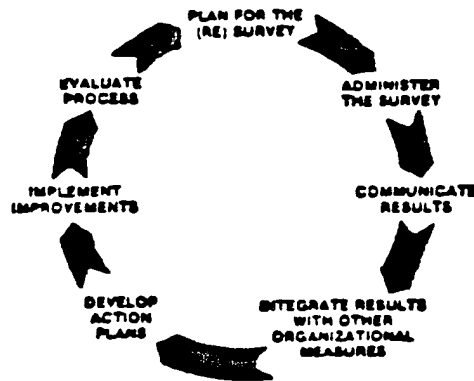 PLAN FOR THE
(RE) SURVEY
ADMINISTER
THE SURVEY
COMMUNICATE
RESULTS
INTEGRATE RESULTS
WITH OTHER
ORGANIZATIONAL
MEASURES
DEVELOP
ACTION
PLANS
IMPLEMENT
IMPROVEMENTS
EVALUATE
PROCESS